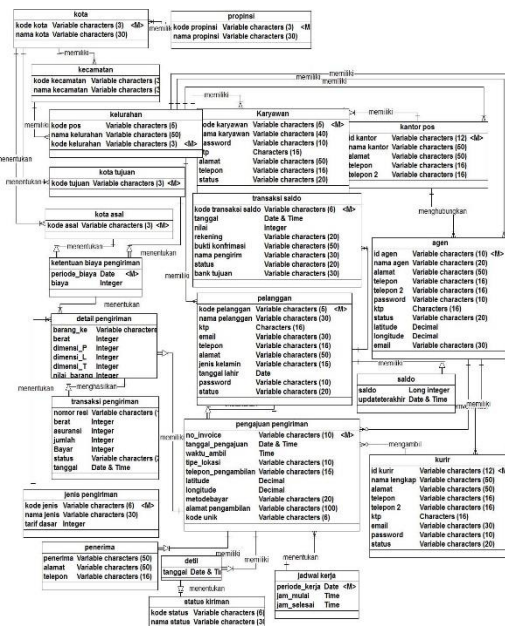 kota
kode kota Variable characters (3) <M>
nama kota Variable characters (30)
propinsi
kode propinsi Variable characters (3) <M
nama propinsi Variable characters (30)
memiliki
memiliki
memiliki
memiliki
kecamatan
kode kecamatan Variable characters (3
nama kecamatan Variable characters (
kelurahan
kode pos Variable characters (5)
nama kelurahan Variable characters (50)
kode kelurahan Variable characters (3) <M>
Karyawan
kode karyawan Variable characters (5) <M>
nama karyawan Variable characters (40)
password Variable characters (10)
ktp Characters (16)
alamat Variable characters (50)
telepon Variable characters (16)
status Variable characters (20)
memiliki
kantor pos
id kantor Variable characters (12) <M>
nama kantor Variable characters (50)
alamat Variable characters (50)
telepon Variable characters (16)
telepon 2 Variable characters (16)
menentukan
menentukan
kota tujuan
kode tujuan Variable characters (3) <M>
kota asal
kode asal Variable characters (3) <M>
transaksi saldo
kode transaksi saldo Variable characters (6) <M>
tanggal Date & Time
nilai Integer
rekening Variable characters (20)
bukti konfrimasi Variable characters (50)
nama pengirim Variable characters (30)
status Variable characters (20)
bank tujuan Variable characters (30)
menghubungkan
agen
id agen Variable characters (10) <M>
nama agen Variable characters (20)
alamat Variable characters (50)
telepon Variable characters (16)
telepon 2 Variable characters (16)
password Variable characters (10)
ktp Characters (16)
status Variable characters (20)
latitude Decimal
longitude Decimal
email Variable characters (30)
menentukan
memiliki
ketentuan biaya pengiriman
periode_biaya Date <M>
biaya Integer
menentukan
detail pengiriman
barang_ke Variable characters
berat Integer
dimensi_P Integer
dimensi_L Integer
dimensi_T Integer
nilai_barang Integer
pelanggan
kode pelanggan Variable characters (5) <M>
nama pelanggan Variable characters (30)
ktp Characters (16)
email Variable characters (30)
telepon Variable characters (16)
alamat Variable characters (50)
jenis kelamin Variable characters (15)
tanggal lahir Date
password Variable characters (10)
status Variable characters (20)
saldo
saldo Long integer
updateterakhir Date & Time
menentukan
menghasilkan
memiliki
memiliki
transaksi pengiriman
nomor resi Variable characters (
berat Integer
asuransi Integer
jumlah Integer
Bayar Integer
status Variable characters (2
tanggal Date & Time
pengajuan pengiriman
no_invoice Variable characters (10) <M>
tanggal_pengajuan Date & Time
waktu_ambil Time
tipe_lokasi Variable characters (10)
telepon_pengambilan Variable characters (15)
latitude Decimal
longitude Decimal
metodebayar Variable characters (20)
alamat pengambilan Variable characters (100)
kode unik Variable characters (6)
mengambil
kurir
id kurir Variable characters (12) <M>
nama lengkap Variable characters (50)
alamat Variable characters (50)
telepon Variable characters (16)
telepon 2 Variable characters (16)
ktp Characters (16)
email Variable characters (30)
password Variable characters (10)
status Variable characters (20)
jenis pengiriman
kode jenis Variable characters (6) <M>
nama jenis Variable characters (30)
tarif dasar Integer
penerima
penerima Variable characters (50)
alamat Variable characters (50)
telepon Variable characters (16)
memiliki
memiliki
detil
tanggal Date & Ti
menentukan
jadwal kerja
periode_kerja Date <M>
jam_mulai Time
jam_selesai Time
status kiriman
kode status Variable characters (6)
nama status Variable characters (30